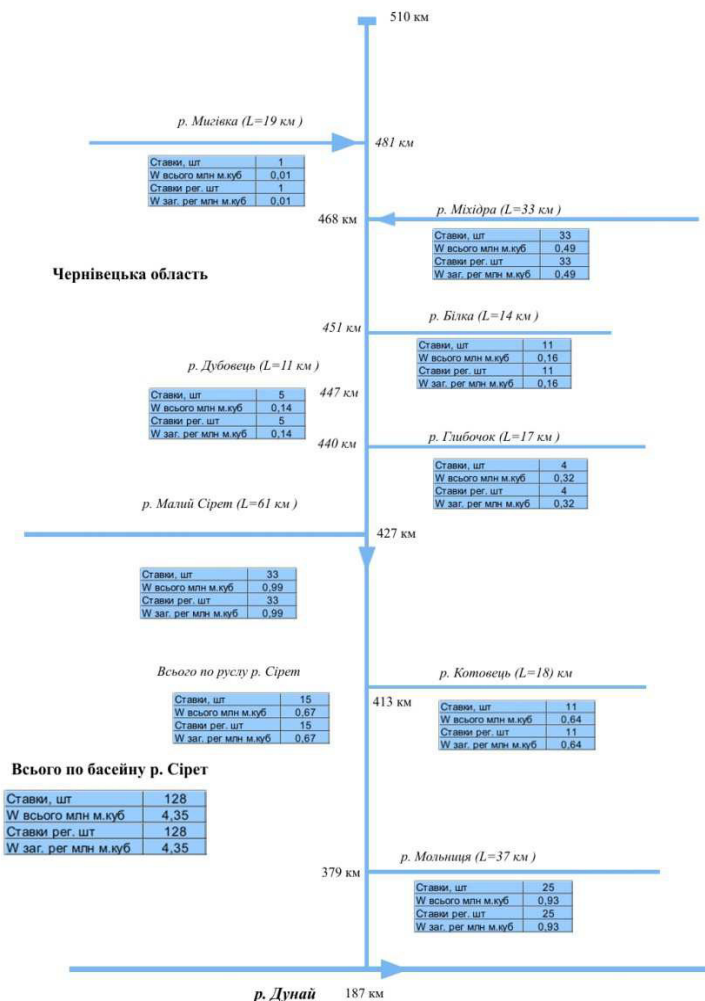 510 км
р. Мигівка (L=19 км )
481 км
Ставки, шт 1
W всього млн м.куб 0,01
Ставки рег. шт 1
W заг. рег млн м.куб 0,01
468 км
р. Міхідра (L=33 км )
Ставки, шт 33
W всього млн м.куб 0,49
Ставки рег. шт 33
W заг. рег млн м.куб 0,49
Чернівецька область
451 км
р. Білка (L=14 км )
Ставки, шт 11
W всього млн м.куб 0,16
Ставки рег. шт 11
W заг. рег млн м.куб 0,16
р. Дубовець (L=11 км )
447 км
Ставки, шт 5
W всього млн м.куб 0,14
Ставки рег. шт 5
W заг. рег млн м.куб 0,14
440 км
р. Глибочок (L=17 км )
Ставки, шт 4
W всього млн м.куб 0,32
Ставки рег. шт 4
W заг. рег млн м.куб 0,32
р. Малий Сірет (L=61 км )
427 км
Ставки, шт 33
W всього млн м.куб 0,99
Ставки рег. шт 33
W заг. рег млн м.куб 0,99
Всього по руслу р. Сірет
Ставки, шт 15
W всього млн м.куб 0,67
Ставки рег. шт 15
W заг. рег млн м.куб 0,67
р. Котовець (L=18) км
413 км
Ставки, шт 11
W всього млн м.куб 0,64
Ставки рег. шт 11
W заг. рег млн м.куб 0,64
Всього по басейну р. Сірет
Ставки, шт 128
W всього млн м.куб 4,35
Ставки рег. шт 128
W заг. рег млн м.куб 4,35
р. Мольниця (L=37 км )
379 км
Ставки, шт 25
W всього млн м.куб 0,93
Ставки рег. шт 25
W заг. рег млн м.куб 0,93
р. Дунай 187 км